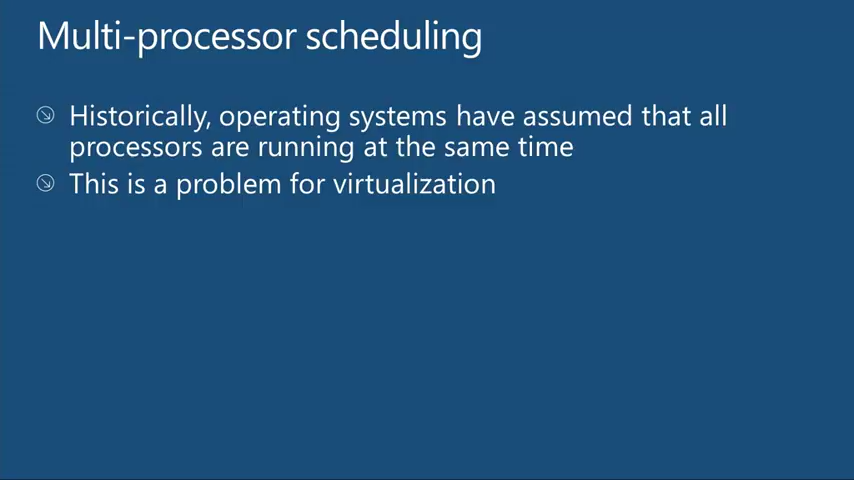 Multi-processor scheduling
Historically, operating systems have assumed that all
processors are running at the same time
This is a problem for virtualization